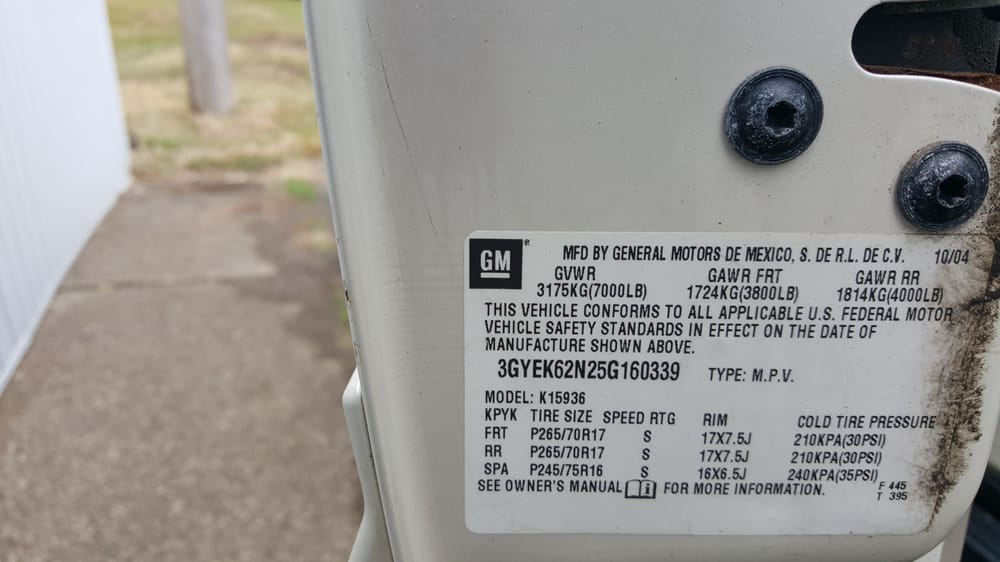 GM® MFD BY GENERAL MOTORS DE MEXICO, S. DE R.L. DE C.V. 10/04
GVWR GAWR FRT GAWR RR
3175KG(7000LB) 1724KG(3800LB) 1814KG(4000LB)
THIS VEHICLE CONFORMS TO ALL APPLICABLE U.S. FEDERAL MOTOR
VEHICLE SAFETY STANDARDS IN EFFECT ON THE DATE OF
MANUFACTURE SHOWN ABOVE.
3GYEK62N25G160339 TYPE: M.P.V.
MODEL: K15936
KPYK TIRE SIZE SPEED RTG RIM COLD TIRE PRESSURE
FRT P265/70R17 S 17X7.5J 210KPA(30PSI)
RR P265/70R17 S 17X7.5J 210KPA(30PSI)
SPA P245/75R16 S 16X6.5J 240KPA(35PSI)
SEE OWNER'S MANUAL FOR MORE INFORMATION. F 445
T 395